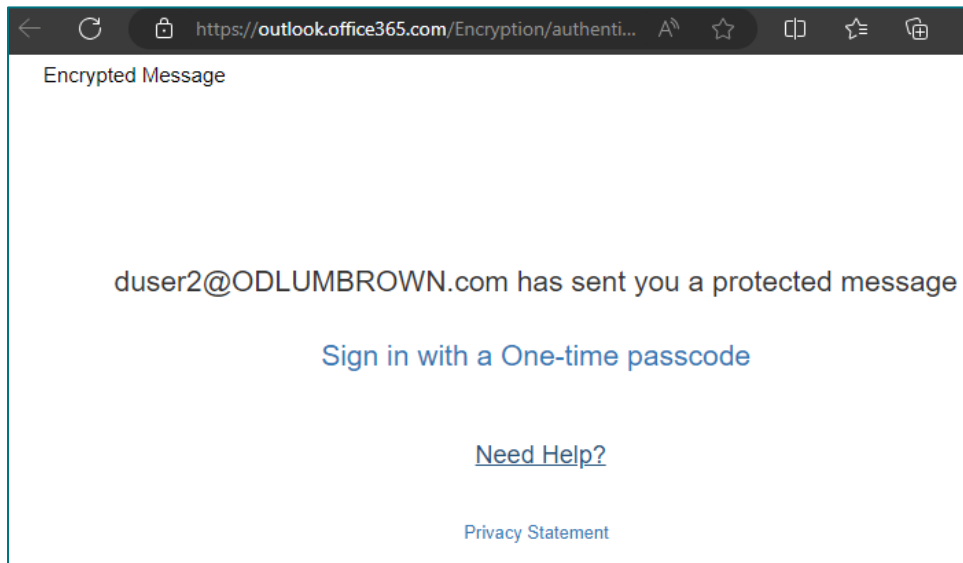 https://outlook.office365.com/Encryption/authenti...
Encrypted Message
duser2@ODLUMBROWN.com has sent you a protected message
Sign in with a One-time passcode
Need Help?
Privacy Statement